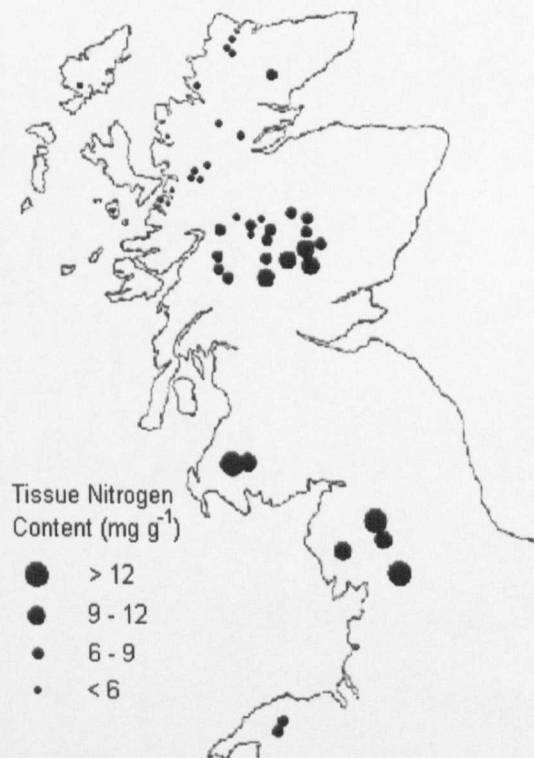 Tissue Nitrogen
Content (mg g⁻¹)
> 12
9 - 12
6 - 9
< 6